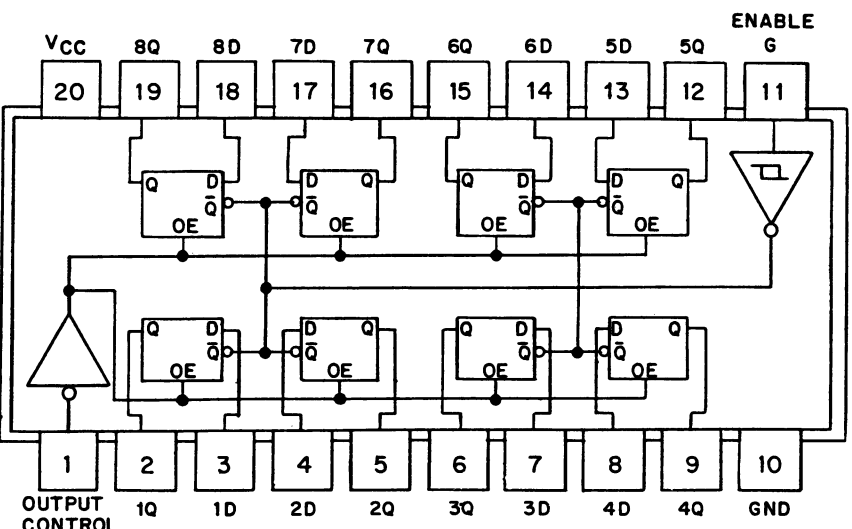 ENABLE
VCC 8Q 8D 7D 7Q 6Q 6D 5D 5Q G
20 19 18 17 16 15 14 13 12 11
Q D D Q Q D D Q
Q̅ Q̅ Q̅ Q̅
OE OE OE OE
Q D D Q Q D D Q
Q̅ Q̅ Q̅ Q̅
OE OE OE OE
1 2 3 4 5 6 7 8 9 10
OUTPUT 1Q 1D 2D 2Q 3Q 3D 4D 4Q GND
CONTROL